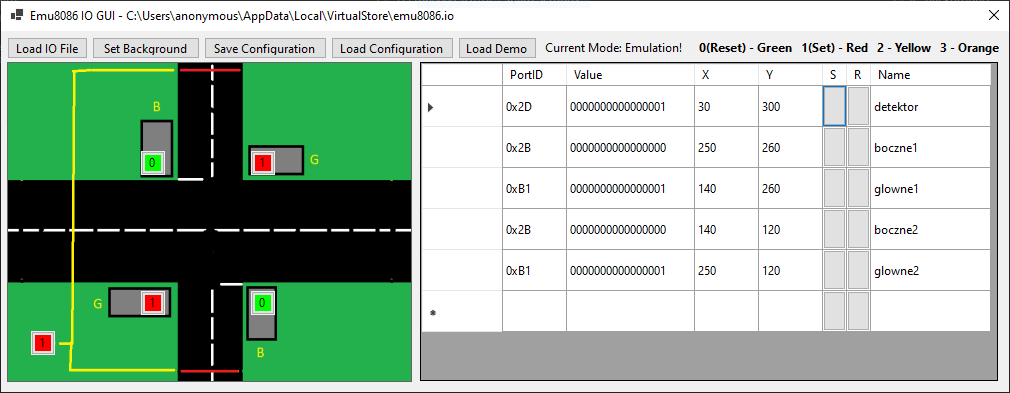 Emu8086 IO GUI - C:\Users\anonymous\AppData\Local\VirtualStore\emu8086.io
Load IO File Set Background Save Configuration Load Configuration Load Demo Current Mode: Emulation! 0(Reset) - Green 1(Set) - Red 2 - Yellow 3 - Orange
B
0
1 G
G 1
0
1
B
PortID Value X Y S R Name
0x2D 0000000000000001 30 300 detektor
0x2B 0000000000000000 250 260 boczne1
0xB1 0000000000000001 140 260 glowne1
0x2B 0000000000000000 140 120 boczne2
0xB1 0000000000000001 250 120 glowne2